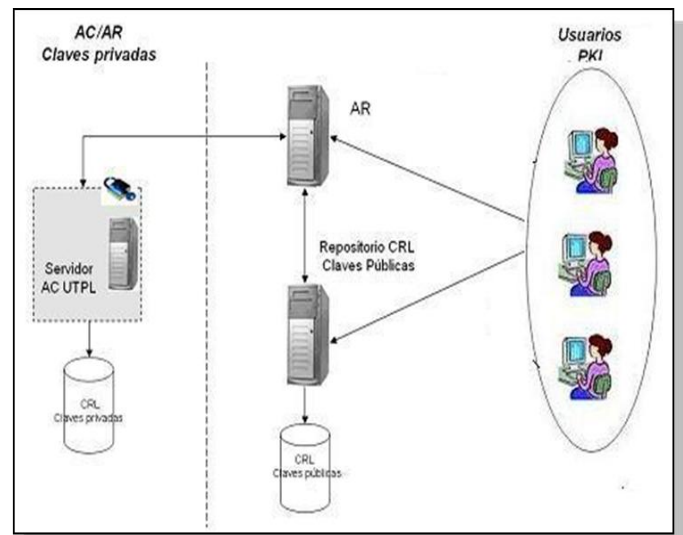 AC/AR
Claves privadas
Usuarios
PKI
AR
Repositorio CRL
Claves Públicas
Servidor
AC UTPL
CRL
Claves privadas
CRL
Claves públicas